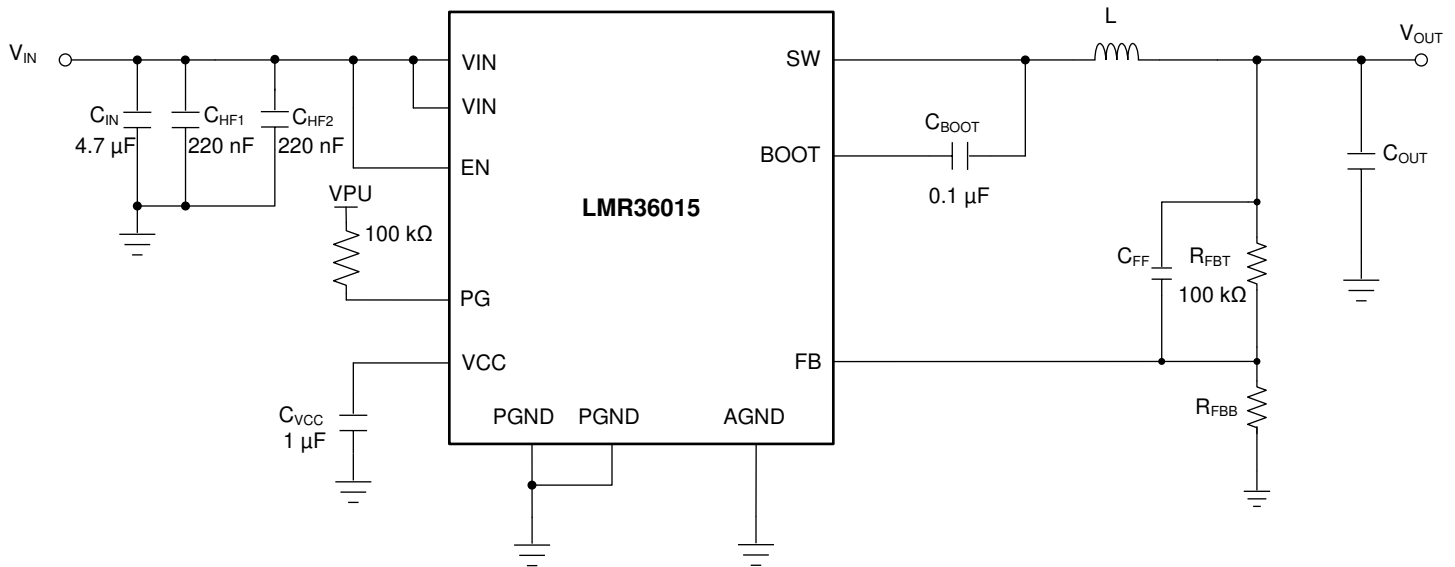 L
V_IN
VIN
SW
V_OUT
VIN
C_IN
4.7 µF
C_HF1
220 nF
C_HF2
220 nF
C_BOOT
0.1 µF
BOOT
C_OUT
EN
VPU
100 kΩ
LMR36015
C_FF
R_FBT
100 kΩ
PG
VCC
FB
C_VCC
1 µF
PGND
PGND
AGND
R_FBB